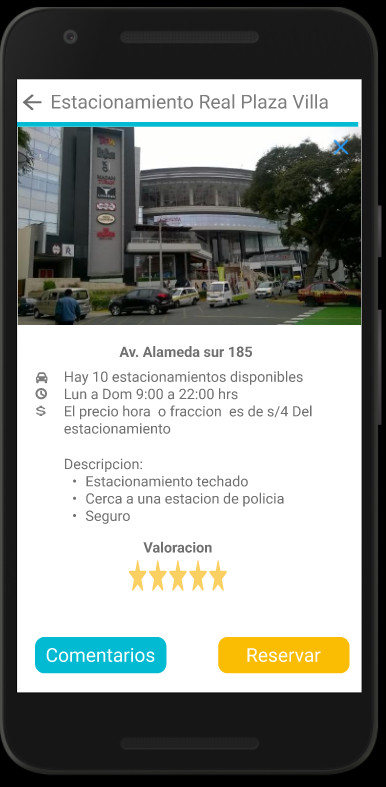 Estacionamiento Real Plaza Villa
Av. Alameda sur 185
Hay 10 estacionamientos disponibles
Lun a Dom 9:00 a 22:00 hrs
El precio hora o fraccion es de s/4 Del
estacionamiento
Descripcion:
• Estacionamiento techado
• Cerca a una estacion de policia
• Seguro
Valoracion
Comentarios
Reservar